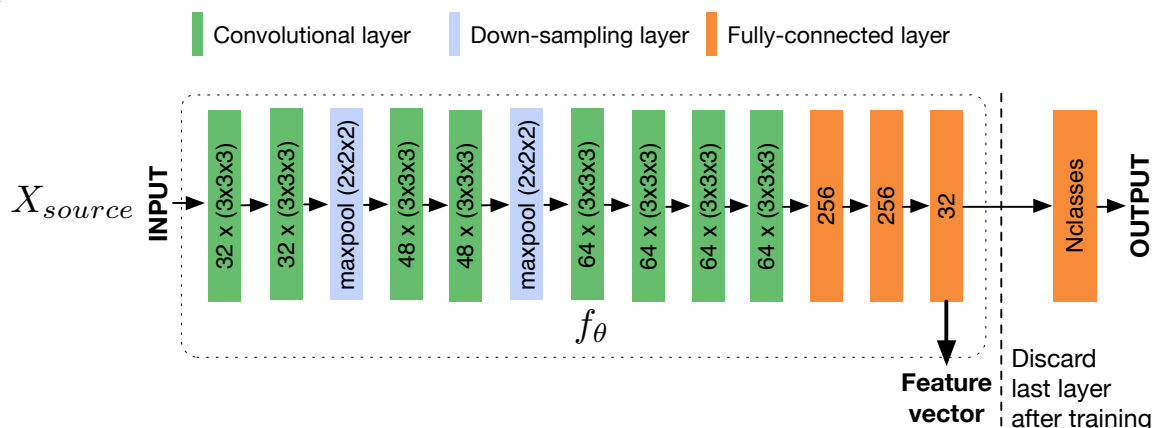 Convolutional layer
Down-sampling layer
Fully-connected layer
X_source
INPUT
32 x (3x3x3)
32 x (3x3x3)
maxpool (2x2x2)
48 x (3x3x3)
48 x (3x3x3)
maxpool (2x2x2)
64 x (3x3x3)
64 x (3x3x3)
64 x (3x3x3)
64 x (3x3x3)
256
256
32
Nclasses
OUTPUT
f_θ
Feature
vector
Discard
last layer
after training